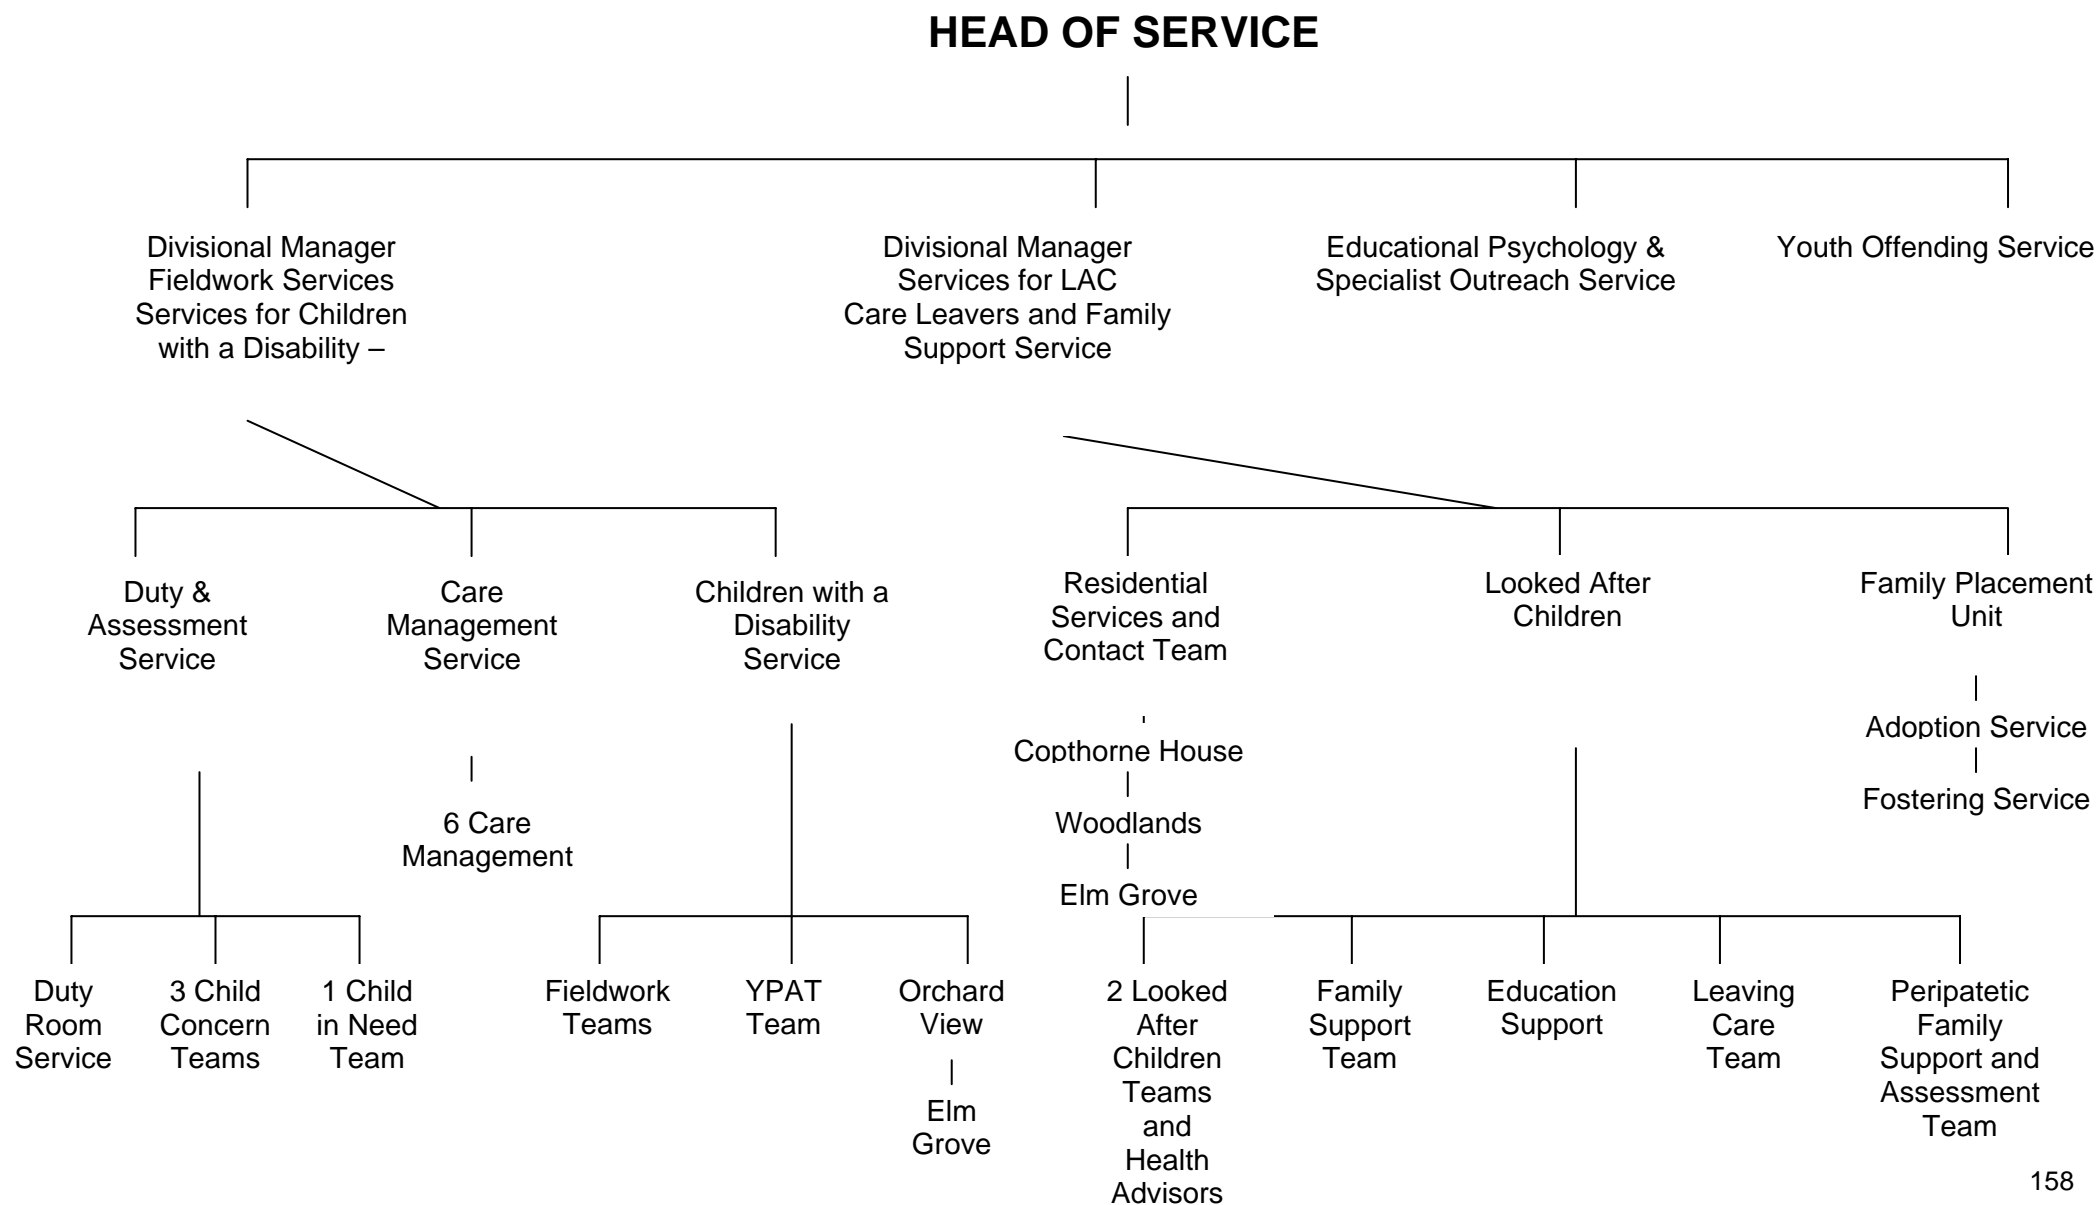 HEAD OF SERVICE
Divisional Manager
Fieldwork Services
Services for Children
with a Disability –
Divisional Manager
Services for LAC
Care Leavers and Family
Support Service
Educational Psychology &
Specialist Outreach Service
Youth Offending Service
Duty &
Assessment
Service
Care
Management
Service
Children with a
Disability
Service
Residential
Services and
Contact Team
Looked After
Children
Family Placement
Unit
Copthorne House
Woodlands
Elm Grove
Adoption Service
Fostering Service
6 Care
Management
Duty
Room
Service
3 Child
Concern
Teams
1 Child
in Need
Team
Fieldwork
Teams
YPAT
Team
Orchard
View
Elm
Grove
2 Looked
After
Children
Teams
and
Health
Advisors
Family
Support
Team
Education
Support
Leaving
Care
Team
Peripatetic
Family
Support and
Assessment
Team
158